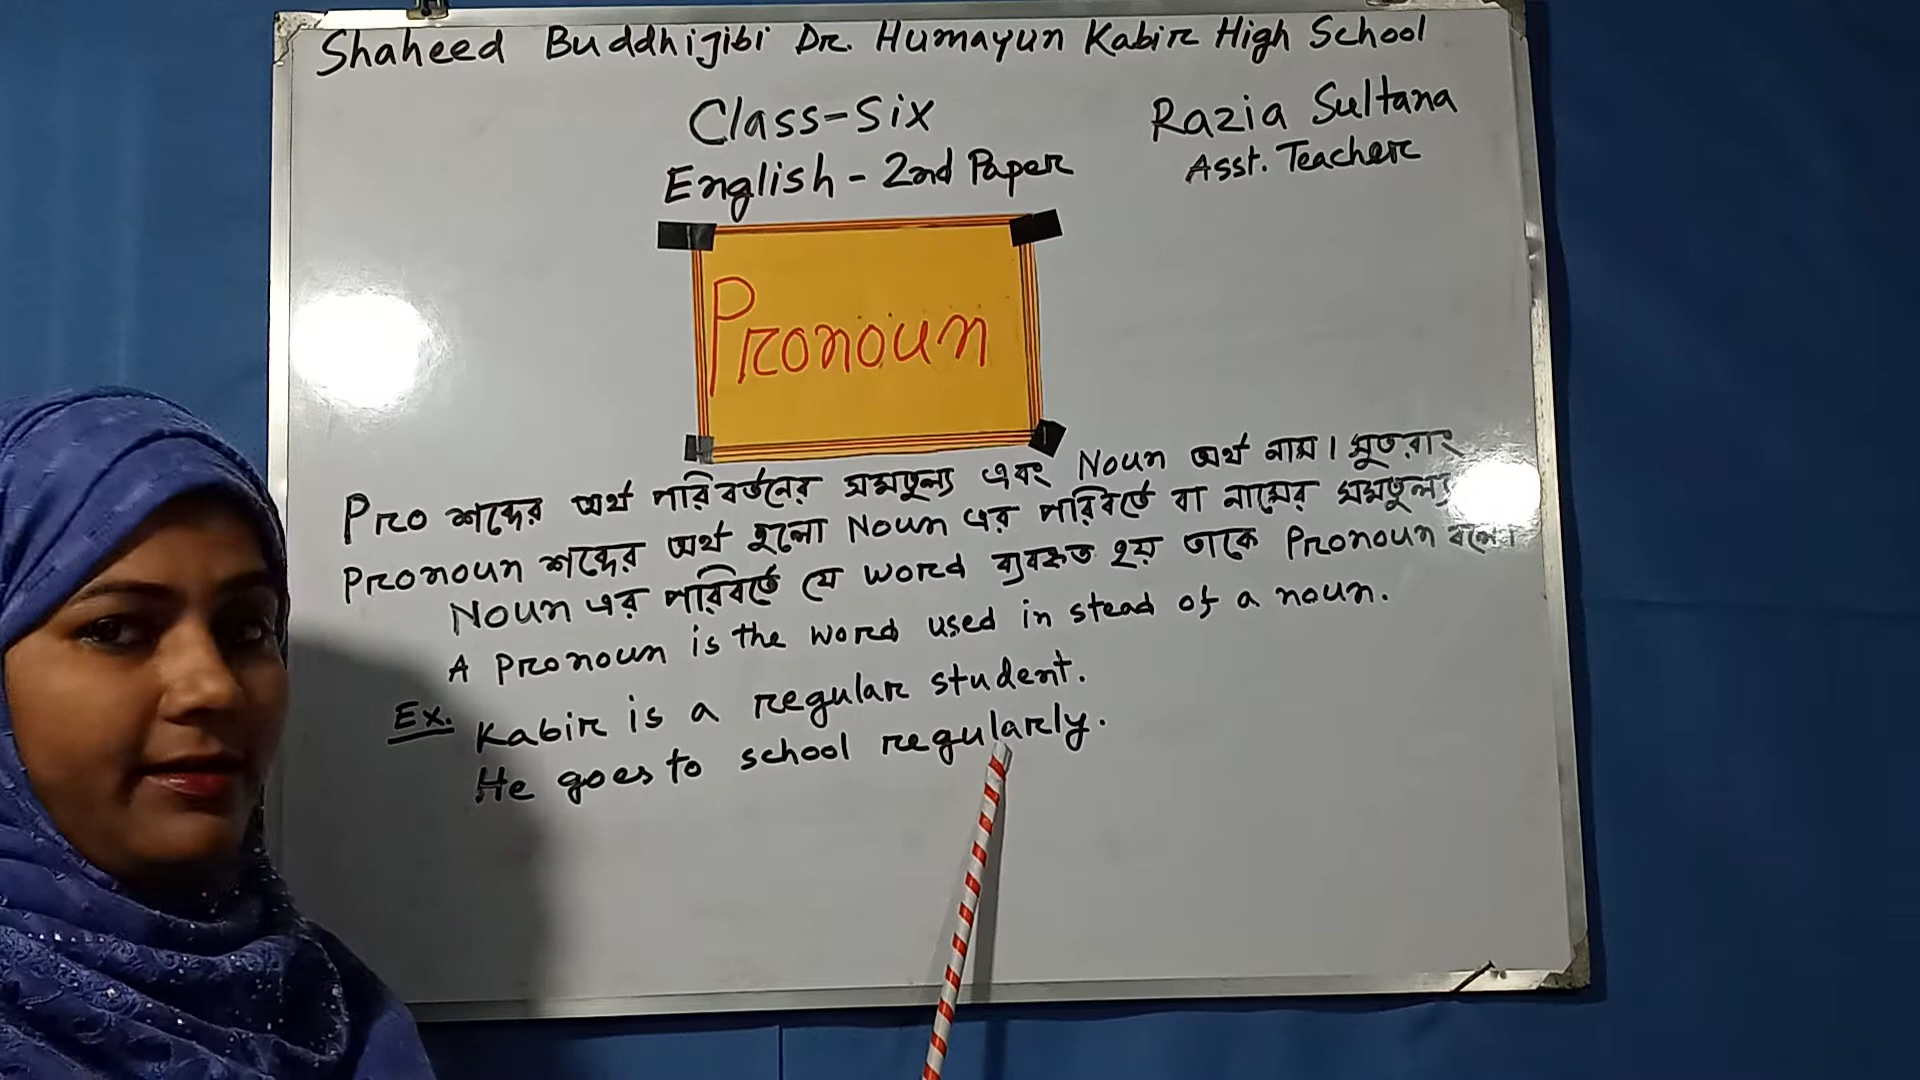 Shaheed Buddhijibi Dr. Humayun Kabir High School
Class-Six
Razia Sultana
English - 2nd Paper
Asst. Teacher
Pronoun
Pro শব্দের অর্থ পরিবর্তনের সমতুল্য এবং Noun অর্থ নাম। সুতরাং
Pronoun শব্দের অর্থ হলো Noun এর পরিবর্তে বা নামের সমতুল্য
Noun এর পরিবর্তে যে word ব্যবহৃত হয় তাকে Pronoun বলে।
A pronoun is the word used in stead of a noun.
Ex. Kabir is a regular student.
He goes to school regularly.